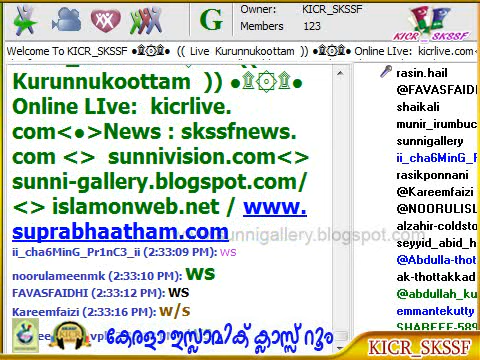 Owner: KICR_SKSSF
Members 123
G
KICR_SKSSF
Welcome To KICR_SKSSF ●۩۞۩● (( Live Kurunnukoottam )) ●۩۞۩● Online LIve: kicrlive.com<
Kurunnukoottam )) ●۩۞۩●
Online LIve: kicrlive.
com<●>News : skssfnews.
com <> sunnivision.com<>
sunni-gallery.blogspot.com/
<> islamonweb.net / www.
suprabhaatham.com
sunnigallery.blogspot.com
ii_cha6MinG_Pr1nC3_ii (2:33:09 PM): ws
noorulameenmk (2:33:10 PM): ws
FAVASFAIDHI (2:33:12 PM): ws
Kareemfaizi (2:33:16 PM): w/s
rasin.hail
@FAVASFAIDHI
shaikali
munir_irumbuc
sunnigallery
ii_cha6MinG_P
rasikponnani
@Kareemfaizi
@NOORULISL
alzahir-coldsto
seyyid_abid_h
@Abdulla-thot
ak-thottakkad
@abdullah_ku
emmantekutty
SHAREEF-589
കേരളാ ഇസ്ലാമിക് ക്ലാസ്സ് റൂം
KICR_SKSSF